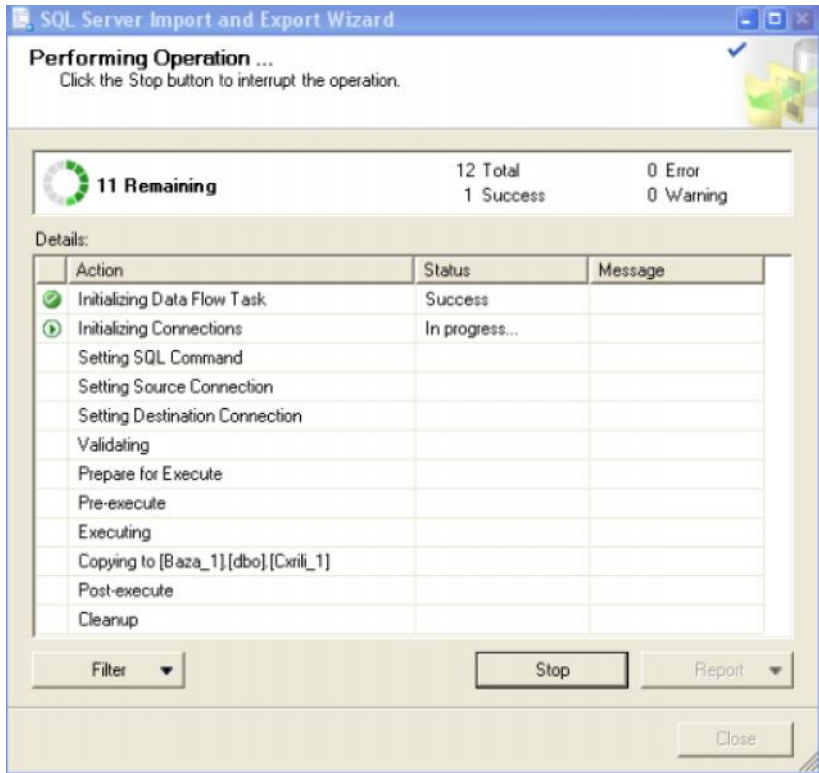 SQL Server Import and Export Wizard
Performing Operation ...
Click the Stop button to interrupt the operation.
11 Remaining
12 Total
0 Error
1 Success
0 Warning
Details:
Action Status Message
Initializing Data Flow Task Success
Initializing Connections In progress...
Setting SQL Command
Setting Source Connection
Setting Destination Connection
Validating
Prepare for Execute
Pre-execute
Executing
Copying to [Baza_1].[dbo].[Cxrili_1]
Post-execute
Cleanup
Filter Stop Report
Close